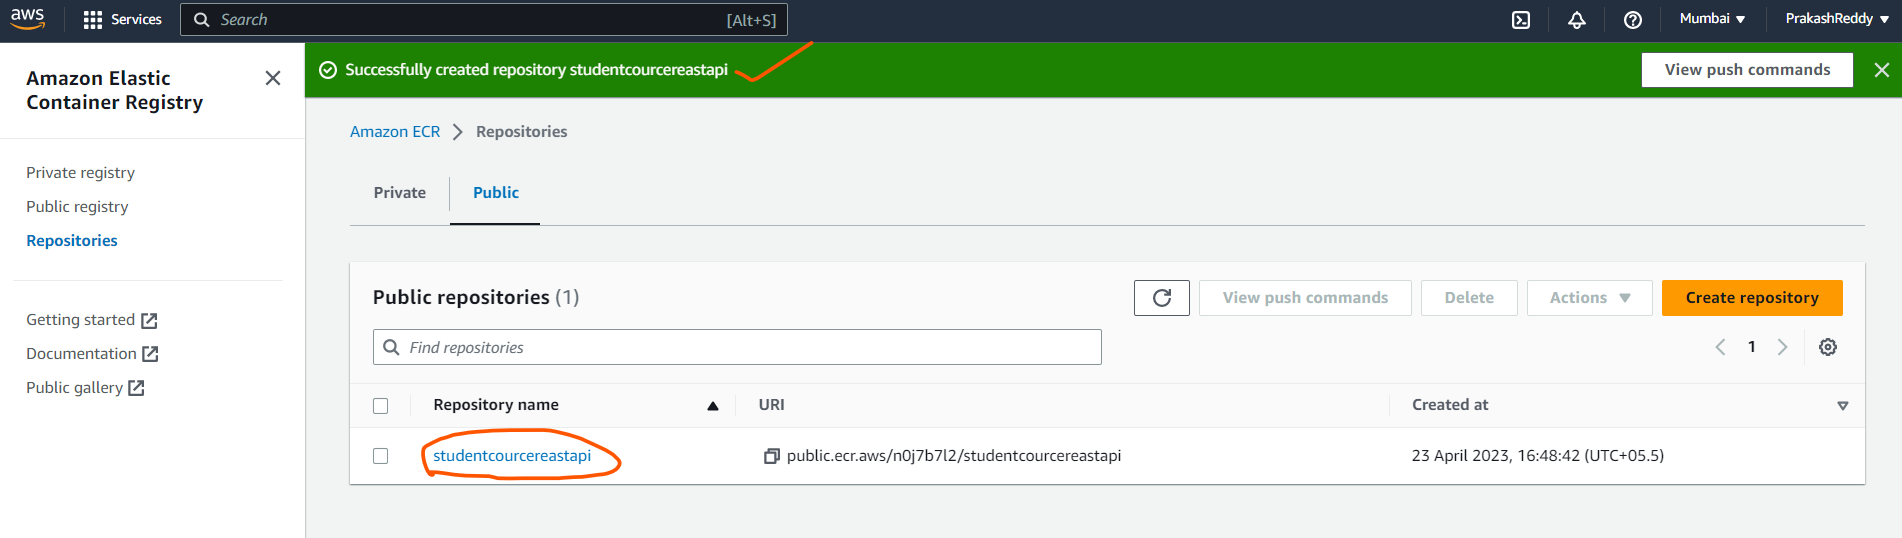 aws Services Search [Alt+S] Mumbai PrakashReddy
Amazon Elastic
Container Registry
Private registry
Public registry
Repositories
Getting started
Documentation
Public gallery
Successfully created repository studentcourcereastapi View push commands
Amazon ECR Repositories
Private Public
Public repositories (1) View push commands Delete Actions Create repository
Find repositories 1
Repository name URI Created at
studentcourcereastapi public.ecr.aws/n0j7b7l2/studentcourcereastapi 23 April 2023, 16:48:42 (UTC+05.5)